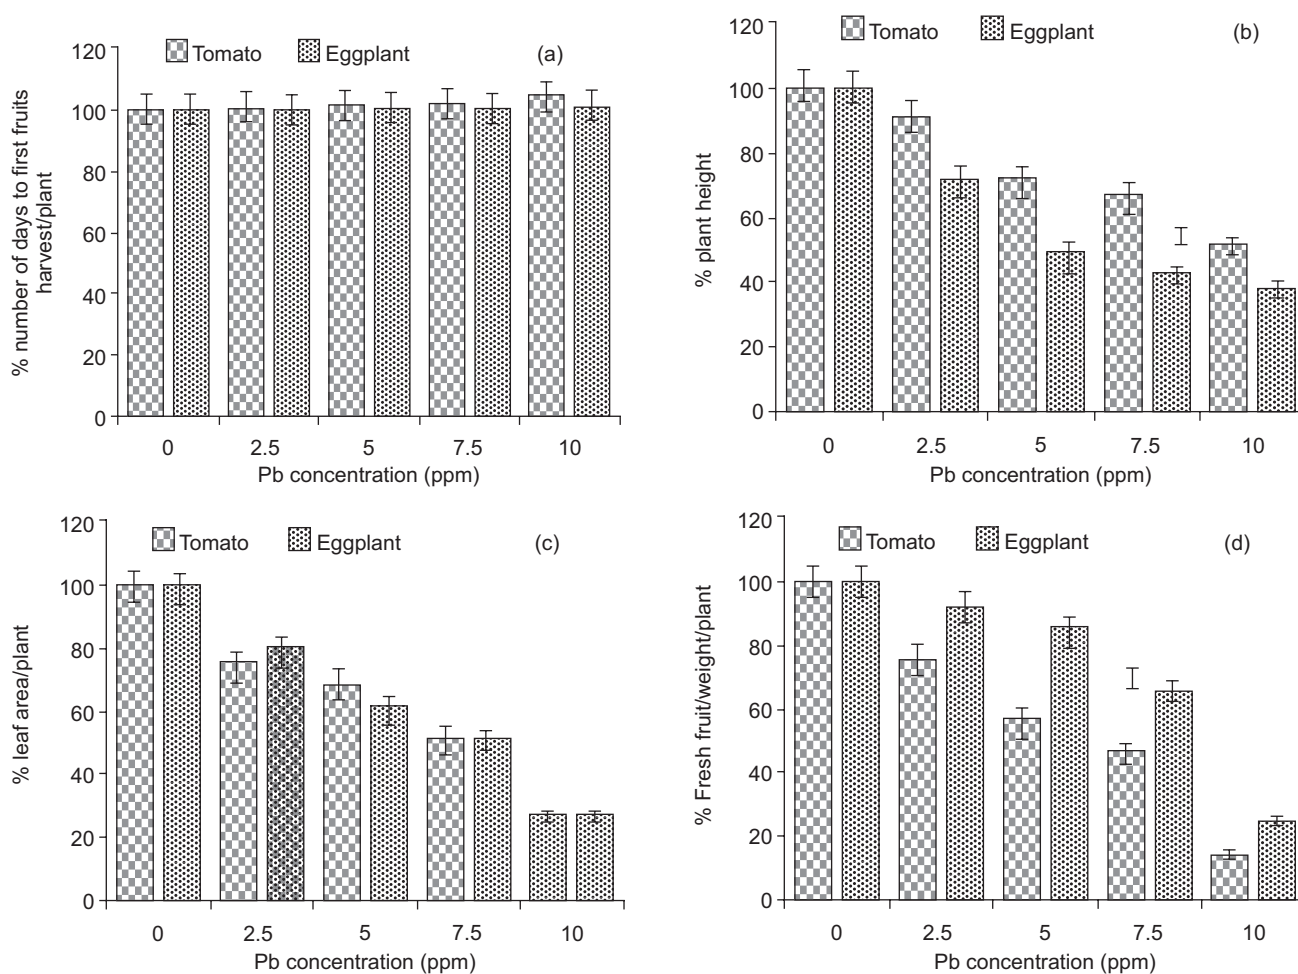 120
100
80
60
40
20
0
% number of days to first fruits
harvest/plant
Tomato
Eggplant
(a)
0 2.5 5 7.5 10
Pb concentration (ppm)
120
100
80
60
40
20
0
% plant height
Tomato
Eggplant
(b)
0 2.5 5 7.5 10
Pb concentration (ppm)
120
100
80
60
40
20
0
% leaf area/plant
Tomato
Eggplant
(c)
0 2.5 5 7.5 10
Pb concentration (ppm)
120
100
80
60
40
20
0
% Fresh fruit/weight/plant
Tomato
Eggplant
(d)
0 2.5 5 7.5 10
Pb concentration (ppm)